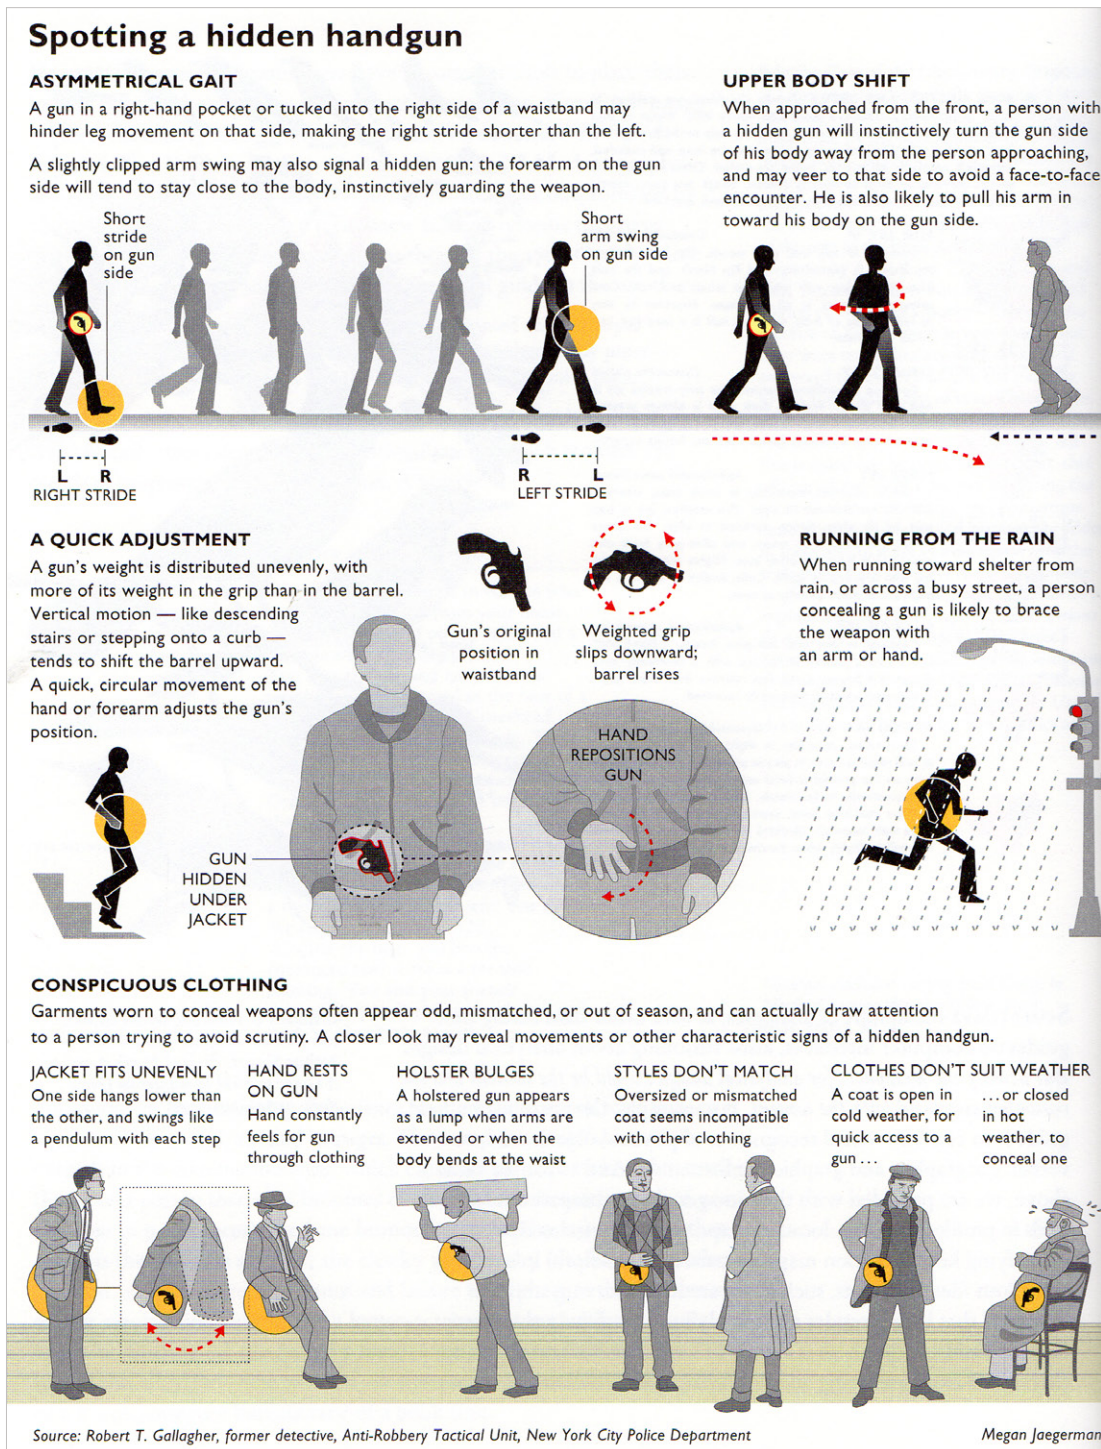 Spotting a hidden handgun
ASYMMETRICAL GAIT
A gun in a right-hand pocket or tucked into the right side of a waistband may
hinder leg movement on that side, making the right stride shorter than the left.
A slightly clipped arm swing may also signal a hidden gun: the forearm on the gun
side will tend to stay close to the body, instinctively guarding the weapon.
Short
stride
on gun
side
Short
arm swing
on gun side
L R
RIGHT STRIDE
R L
LEFT STRIDE
UPPER BODY SHIFT
When approached from the front, a person with
a hidden gun will instinctively turn the gun side
of his body away from the person approaching,
and may veer to that side to avoid a face-to-face
encounter. He is also likely to pull his arm in
toward his body on the gun side.
A QUICK ADJUSTMENT
A gun's weight is distributed unevenly, with
more of its weight in the grip than in the barrel.
Vertical motion — like descending
stairs or stepping onto a curb —
tends to shift the barrel upward.
A quick, circular movement of the
hand or forearm adjusts the gun's
position.
Gun's original
position in
waistband
Weighted grip
slips downward;
barrel rises
GUN
HIDDEN
UNDER
JACKET
HAND
REPOSITIONS
GUN
RUNNING FROM THE RAIN
When running toward shelter from
rain, or across a busy street, a person
concealing a gun is likely to brace
the weapon with
an arm or hand.
CONSPICUOUS CLOTHING
Garments worn to conceal weapons often appear odd, mismatched, or out of season, and can actually draw attention
to a person trying to avoid scrutiny. A closer look may reveal movements or other characteristic signs of a hidden handgun.
JACKET FITS UNEVENLY
One side hangs lower than
the other, and swings like
a pendulum with each step
HAND RESTS
ON GUN
Hand constantly
feels for gun
through clothing
HOLSTER BULGES
A holstered gun appears
as a lump when arms are
extended or when the
body bends at the waist
STYLES DON'T MATCH
Oversized or mismatched
coat seems incompatible
with other clothing
CLOTHES DON'T SUIT WEATHER
A coat is open in
cold weather, for
quick access to a
gun ...
... or closed
in hot
weather, to
conceal one
Source: Robert T. Gallagher, former detective, Anti-Robbery Tactical Unit, New York City Police Department
Megan Jaegerman